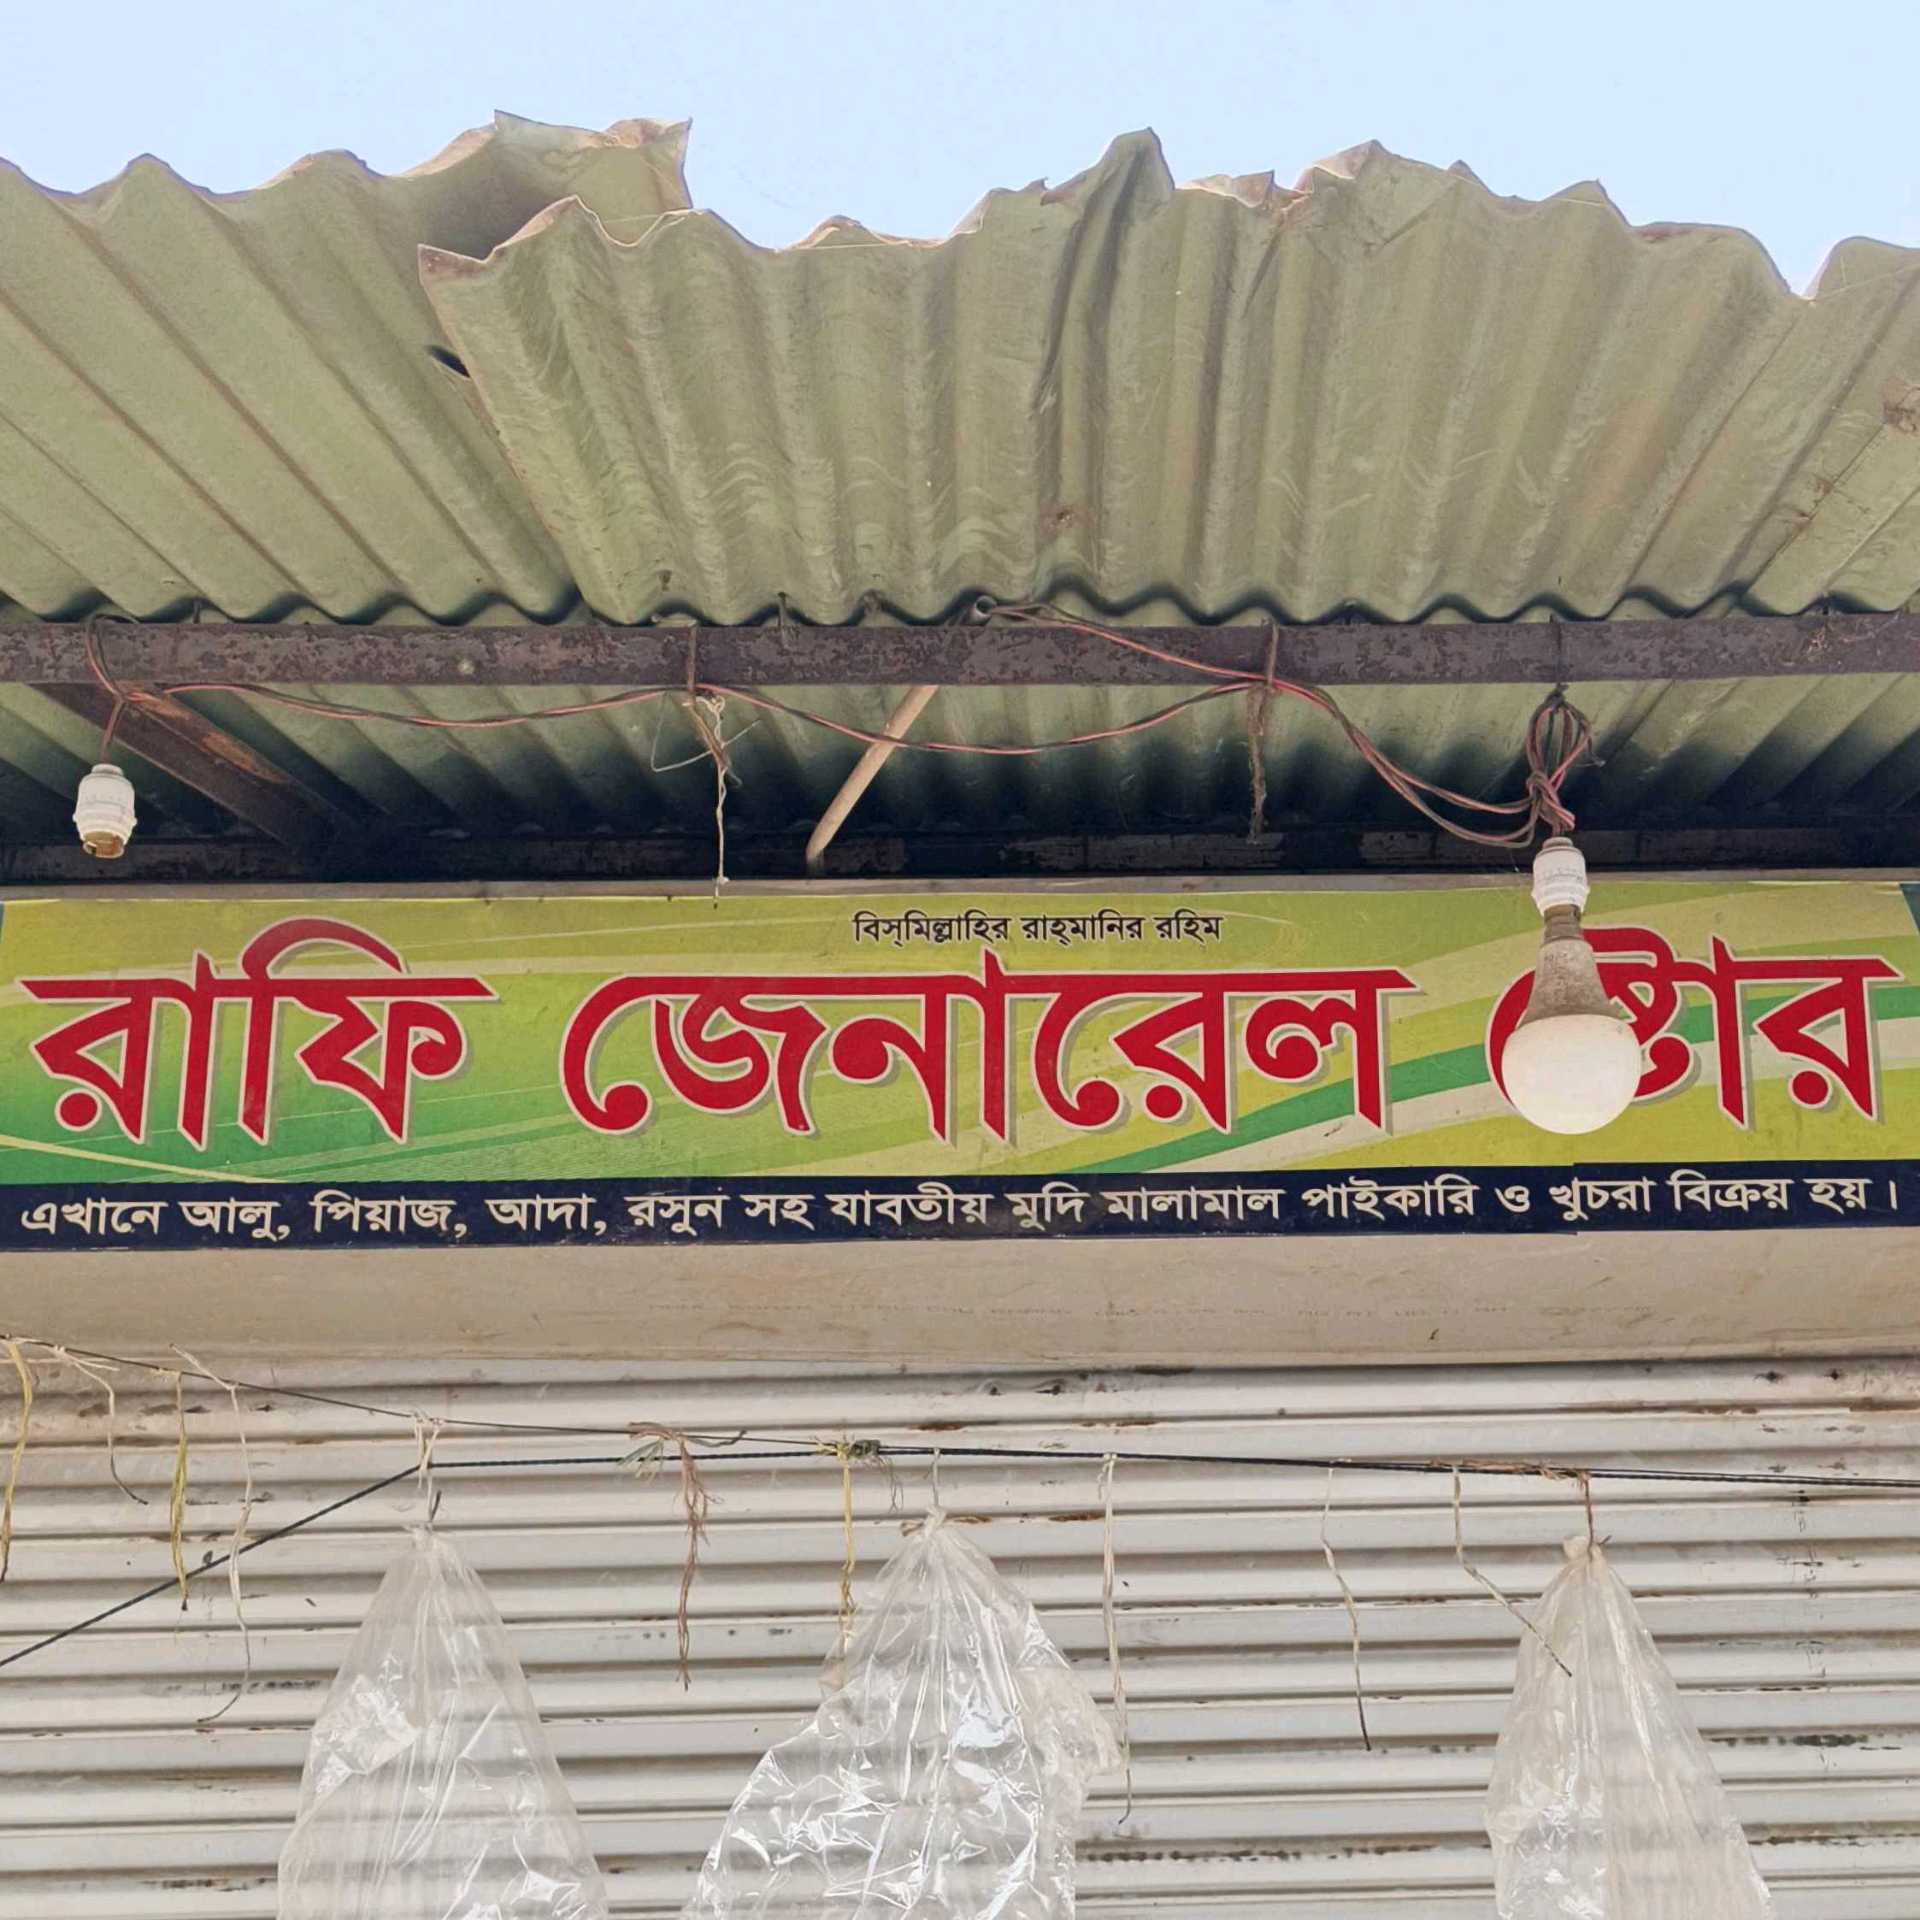 বিস্‌মিল্লাহির রাহ্‌মানির রহিম
রাফি জেনারেল ষ্টোর
এখানে আলু, পিয়াজ, আদা, রসুন সহ যাবতীয় মুদি মালামাল পাইকারি ও খুচরা বিক্রয় হয়।